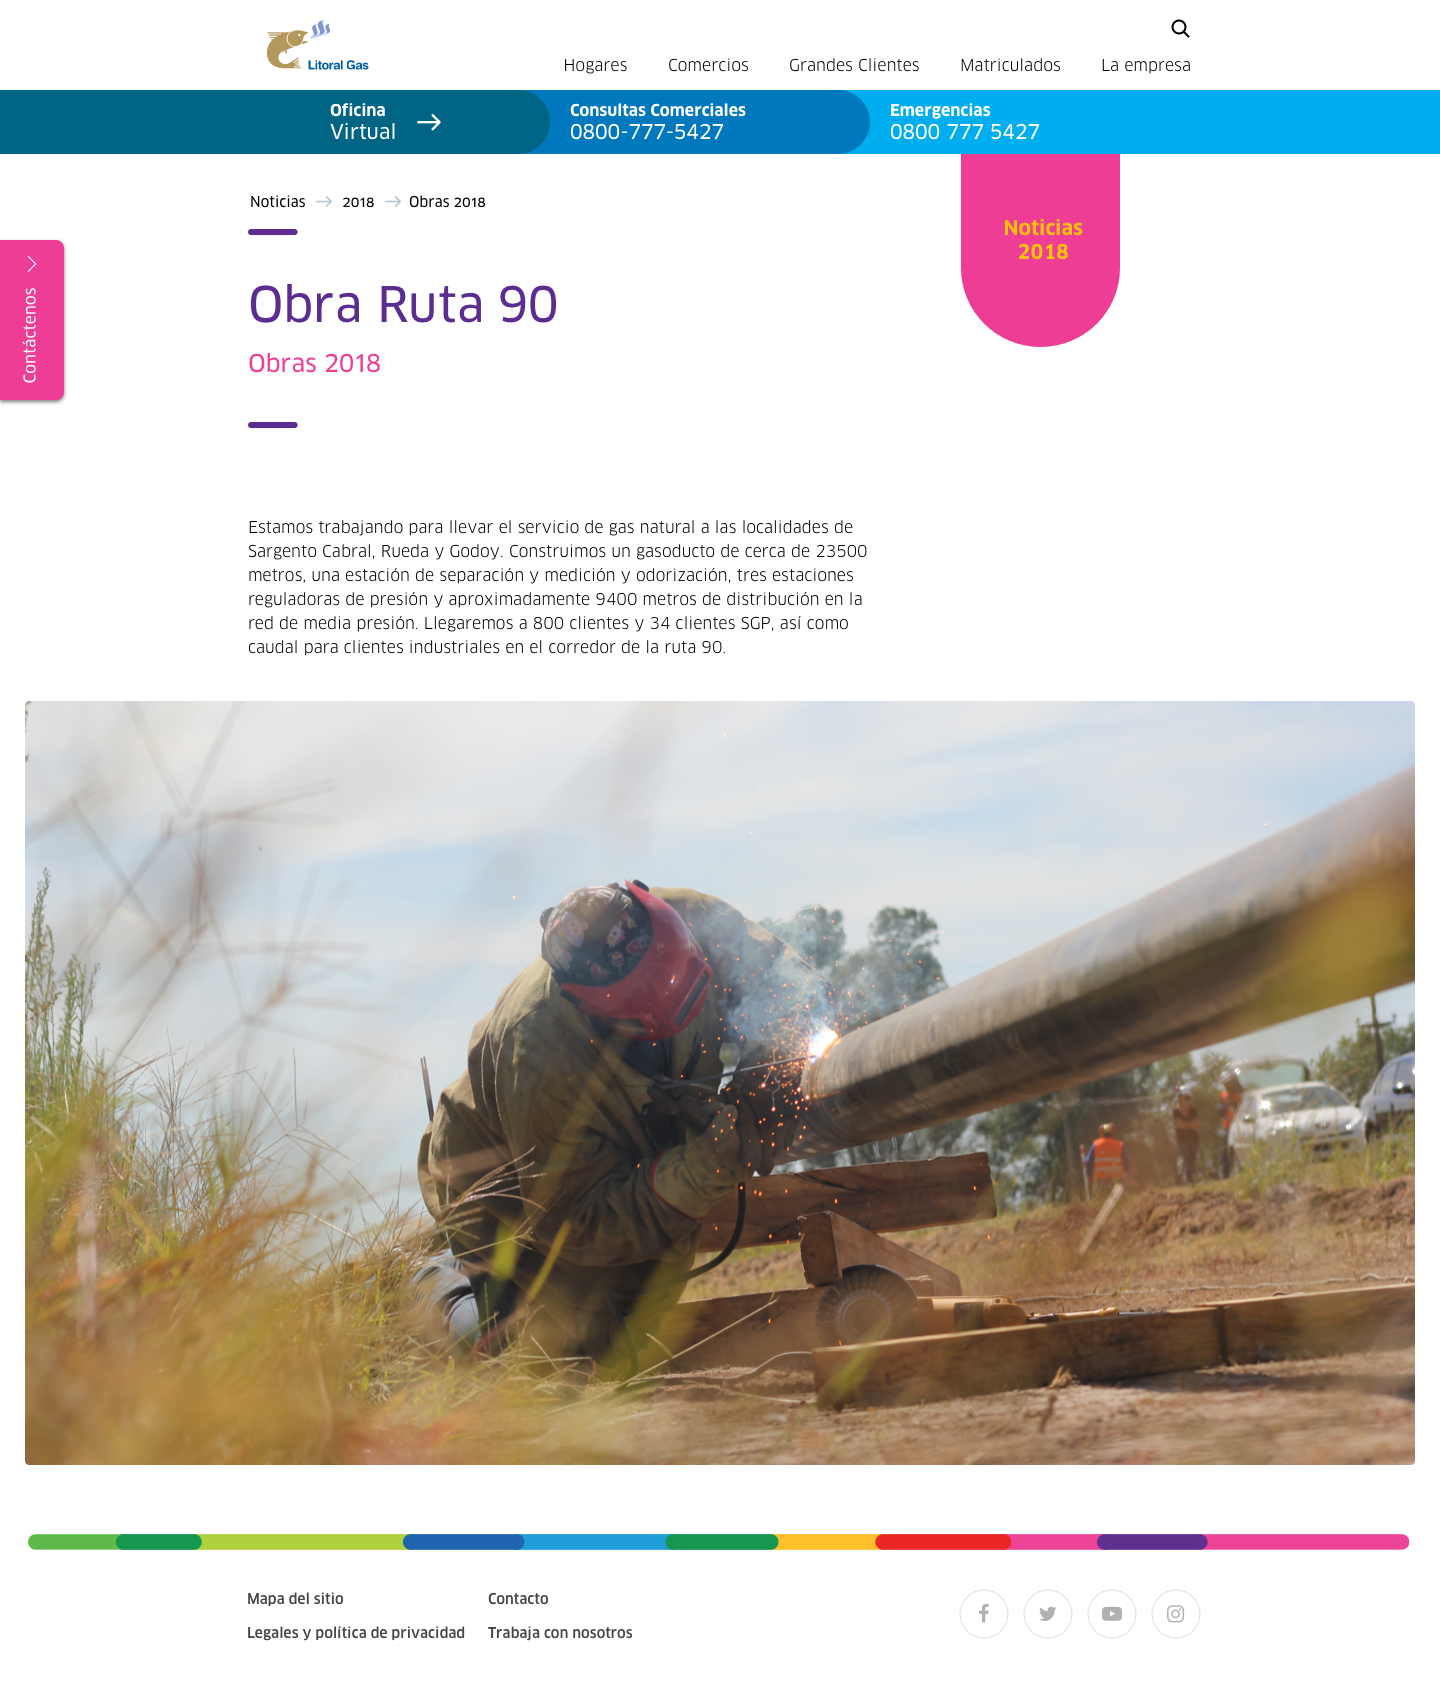 Litoral Gas
Hogares
Comercios
Grandes Clientes
Matriculados
La empresa
Oficina
Virtual
Consultas Comerciales
0800-777-5427
Emergencias
0800 777 5427
Noticias
2018
Obras 2018
Noticias
2018
Contáctenos
Obra Ruta 90
Obras 2018
Estamos trabajando para llevar el servicio de gas natural a las localidades de
Sargento Cabral, Rueda y Godoy. Construimos un gasoducto de cerca de 23500
metros, una estación de separación y medición y odorización, tres estaciones
reguladoras de presión y aproximadamente 9400 metros de distribución en la
red de media presión. Llegaremos a 800 clientes y 34 clientes SGP, así como
caudal para clientes industriales en el corredor de la ruta 90.
Mapa del sitio
Contacto
Legales y política de privacidad
Trabaja con nosotros